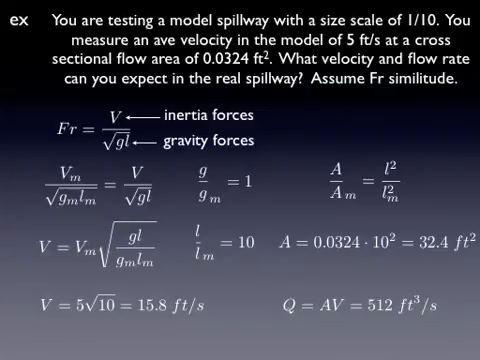 ex You are testing a model spillway with a size scale of 1/10. You
measure an ave velocity in the model of 5 ft/s at a cross
sectional flow area of 0.0324 ft². What velocity and flow rate
can you expect in the real spillway? Assume Fr similitude.
Fr = V / √(gl)
inertia forces
gravity forces
V_m / √(g_m l_m) = V / √(gl)
g / g_m = 1
A / A_m = l² / l_m²
V = V_m √(gl / (g_m l_m))
l / l_m = 10
A = 0.0324 · 10² = 32.4 ft²
V = 5√10 = 15.8 ft/s
Q = AV = 512 ft³/s